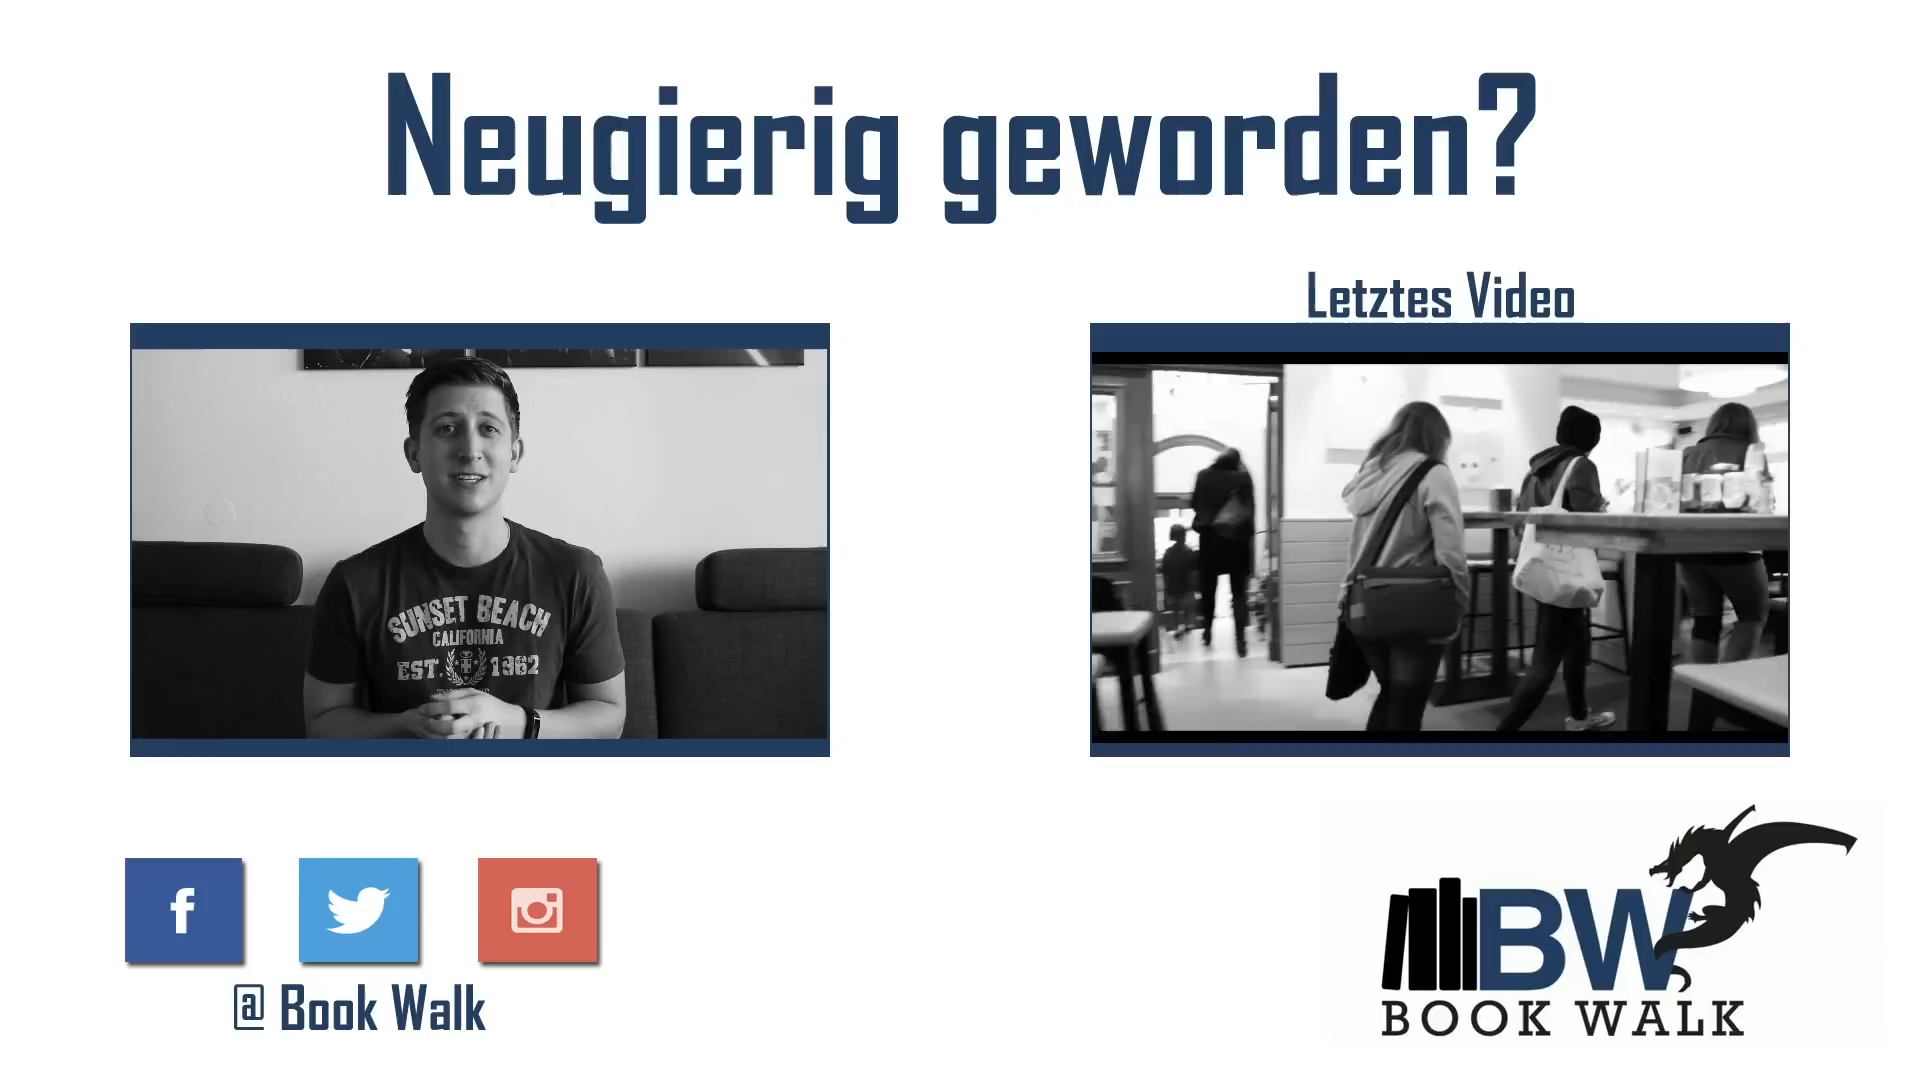 Neugierig geworden?
Letztes Video
SUNSET BEACH
CALIFORNIA
EST. 1962
f
@ Book Walk
BW
BOOK WALK